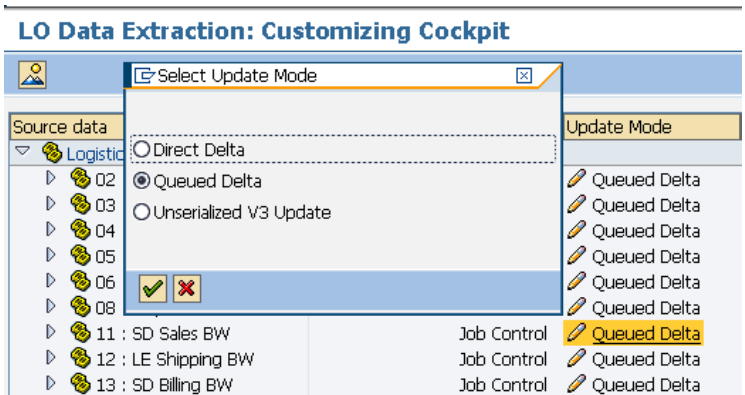 LO Data Extraction: Customizing Cockpit
Select Update Mode
Source data
Update Mode
Logistic
Direct Delta
02
Queued Delta
Queued Delta
03
Unserialized V3 Update
Queued Delta
04
Queued Delta
05
Queued Delta
06
Queued Delta
08
Queued Delta
11 : SD Sales BW Job Control Queued Delta
12 : LE Shipping BW Job Control Queued Delta
13 : SD Billing BW Job Control Queued Delta